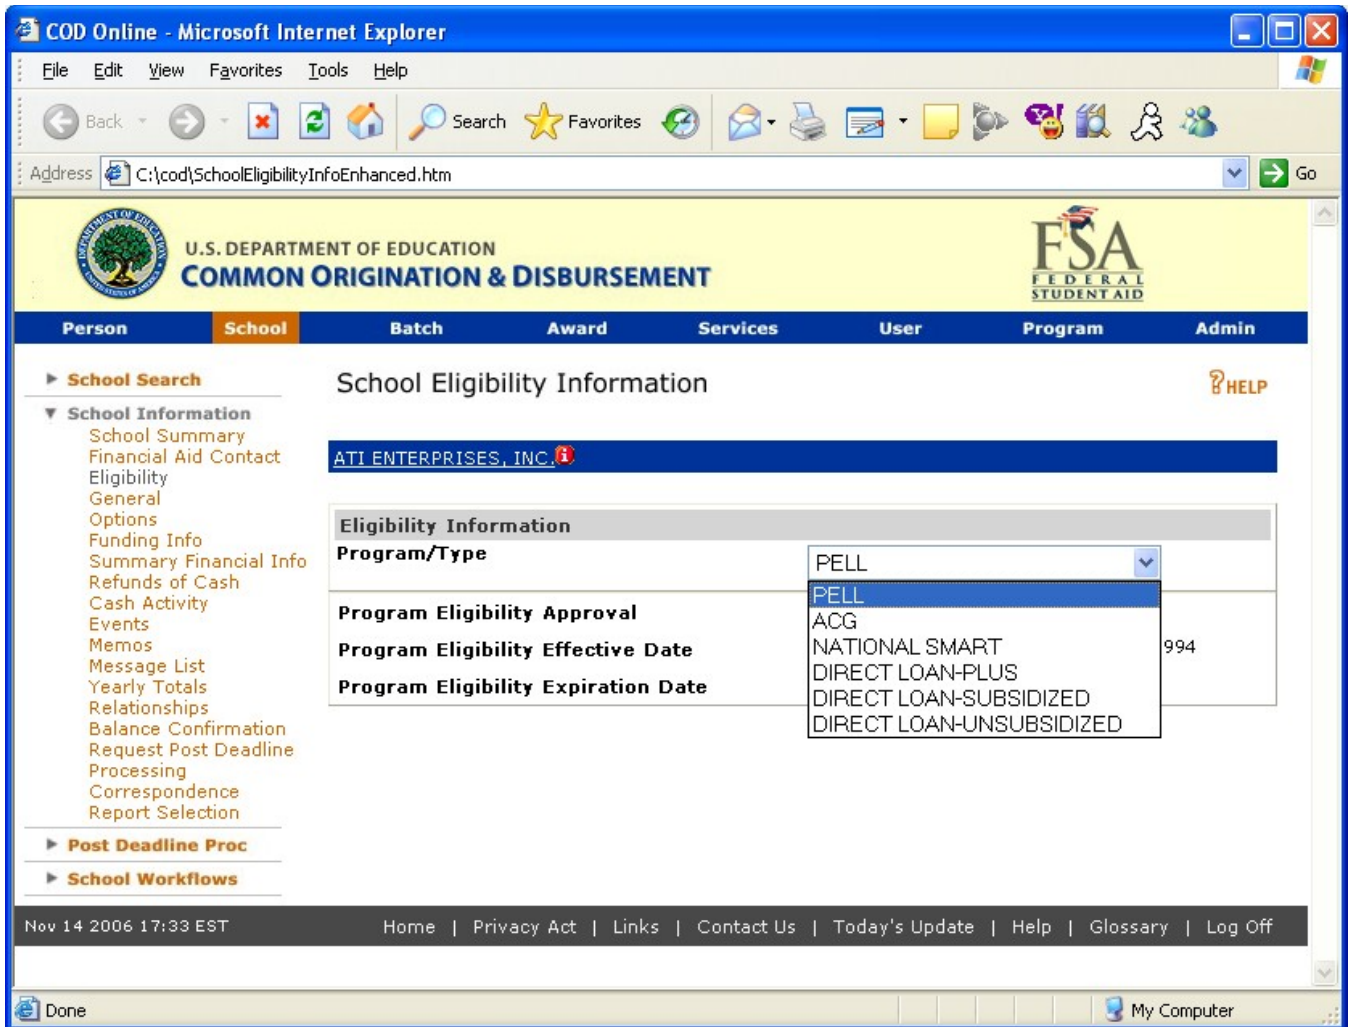 COD Online - Microsoft Internet Explorer
File Edit View Favorites Tools Help
Back Search Favorites
Address C:\cod\SchoolEligibilityInfoEnhanced.htm Go
U.S. DEPARTMENT OF EDUCATION
COMMON ORIGINATION & DISBURSEMENT
FSA
FEDERAL
STUDENT AID
Person School Batch Award Services User Program Admin
School Search
School Information
School Summary
Financial Aid Contact
Eligibility
General
Options
Funding Info
Summary Financial Info
Refunds of Cash
Cash Activity
Events
Memos
Message List
Yearly Totals
Relationships
Balance Confirmation
Request Post Deadline
Processing
Correspondence
Report Selection
Post Deadline Proc
School Workflows
School Eligibility Information
? HELP
ATI ENTERPRISES, INC.
Eligibility Information
Program/Type PELL
PELL
ACG
NATIONAL SMART
DIRECT LOAN-PLUS
DIRECT LOAN-SUBSIDIZED
DIRECT LOAN-UNSUBSIDIZED
Program Eligibility Approval
Program Eligibility Effective Date 994
Program Eligibility Expiration Date
Nov 14 2006 17:33 EST Home | Privacy Act | Links | Contact Us | Today's Update | Help | Glossary | Log Off
Done My Computer